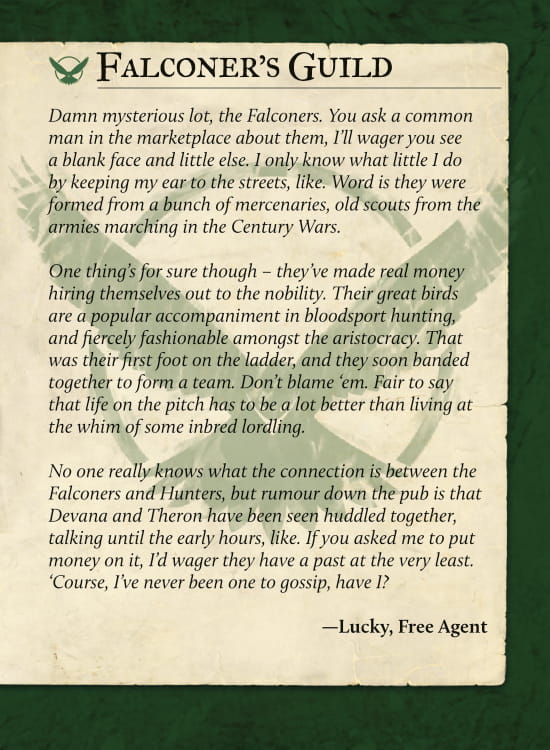 Falconer's Guild
Damn mysterious lot, the Falconers. You ask a common
man in the marketplace about them, I'll wager you see
a blank face and little else. I only know what little I do
by keeping my ear to the streets, like. Word is they were
formed from a bunch of mercenaries, old scouts from the
armies marching in the Century Wars.
One thing's for sure though – they've made real money
hiring themselves out to the nobility. Their great birds
are a popular accompaniment in bloodsport hunting,
and fiercely fashionable amongst the aristocracy. That
was their first foot on the ladder, and they soon banded
together to form a team. Don't blame ‘em. Fair to say
that life on the pitch has to be a lot better than living at
the whim of some inbred lordling.
No one really knows what the connection is between the
Falconers and Hunters, but rumour down the pub is that
Devana and Theron have been seen huddled together,
talking until the early hours, like. If you asked me to put
money on it, I'd wager they have a past at the very least.
‘Course, I've never been one to gossip, have I?
—Lucky, Free Agent